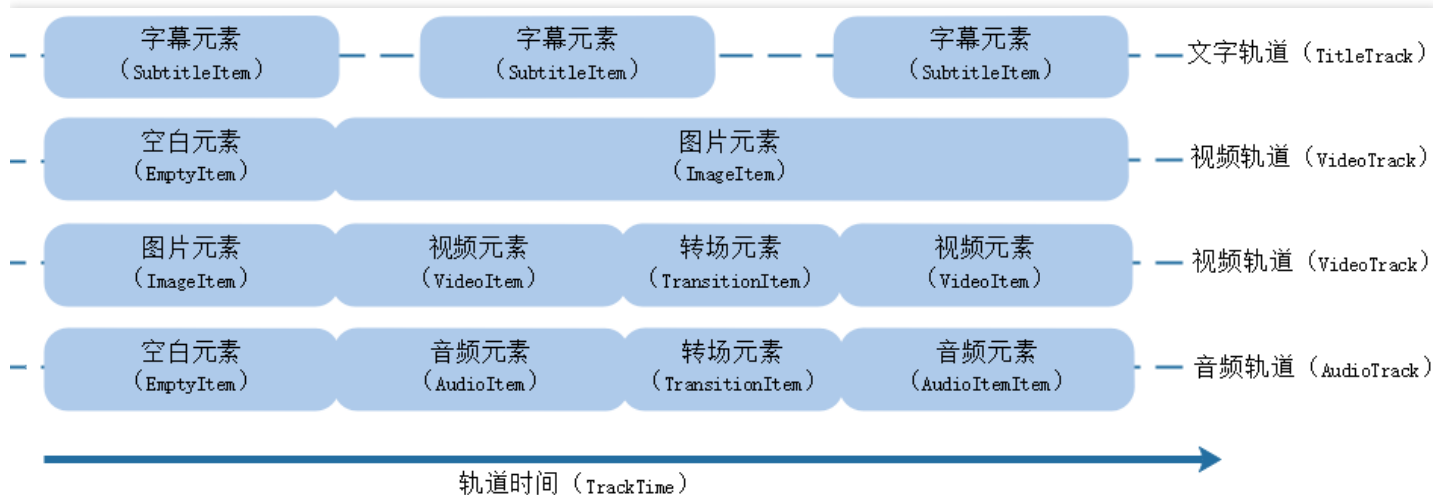 字幕元素
（SubtitleItem）
字幕元素
（SubtitleItem）
字幕元素
（SubtitleItem）
文字轨道（TitleTrack）
空白元素
（EmptyItem）
图片元素
（ImageItem）
视频轨道（VideoTrack）
图片元素
（ImageItem）
视频元素
（VideoItem）
转场元素
（TransitionItem）
视频元素
（VideoItem）
视频轨道（VideoTrack）
空白元素
（EmptyItem）
音频元素
（AudioItem）
转场元素
（TransitionItem）
音频元素
（AudioItemItem）
音频轨道（AudioTrack）
轨道时间（TrackTime）